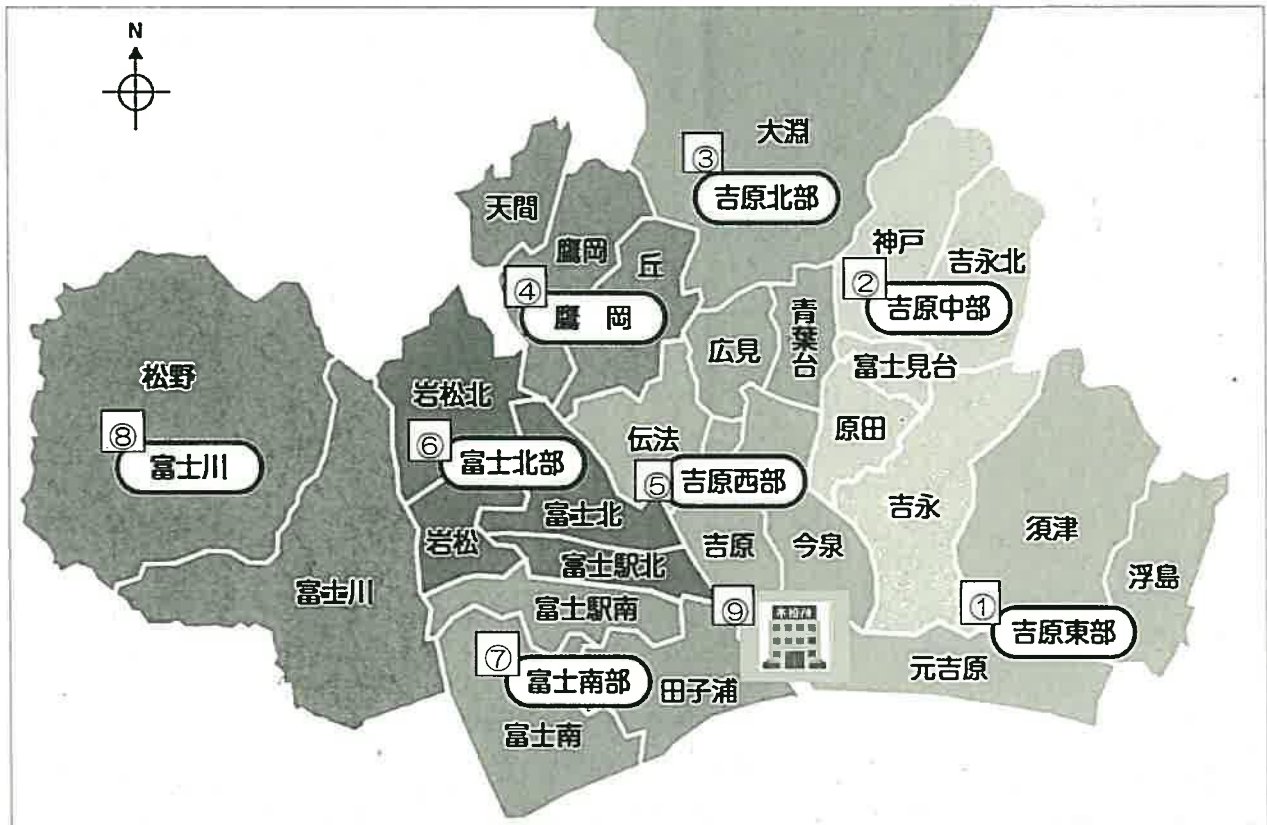 N
大淵
③
吉原北部
天間
鷹岡
丘
神戸
吉永北
②
吉原中部
④
鷹岡
青葉台
広見
富士見台
松野
岩松北
原田
伝法
⑧
富士川
⑥
富士北部
⑤
吉原西部
吉永
富士北
須津
岩松
吉原
今泉
富士駅北
浮島
富士川
富士駅南
⑨
①
吉原東部
⑦
富士南部
元吉原
田子浦
富士南